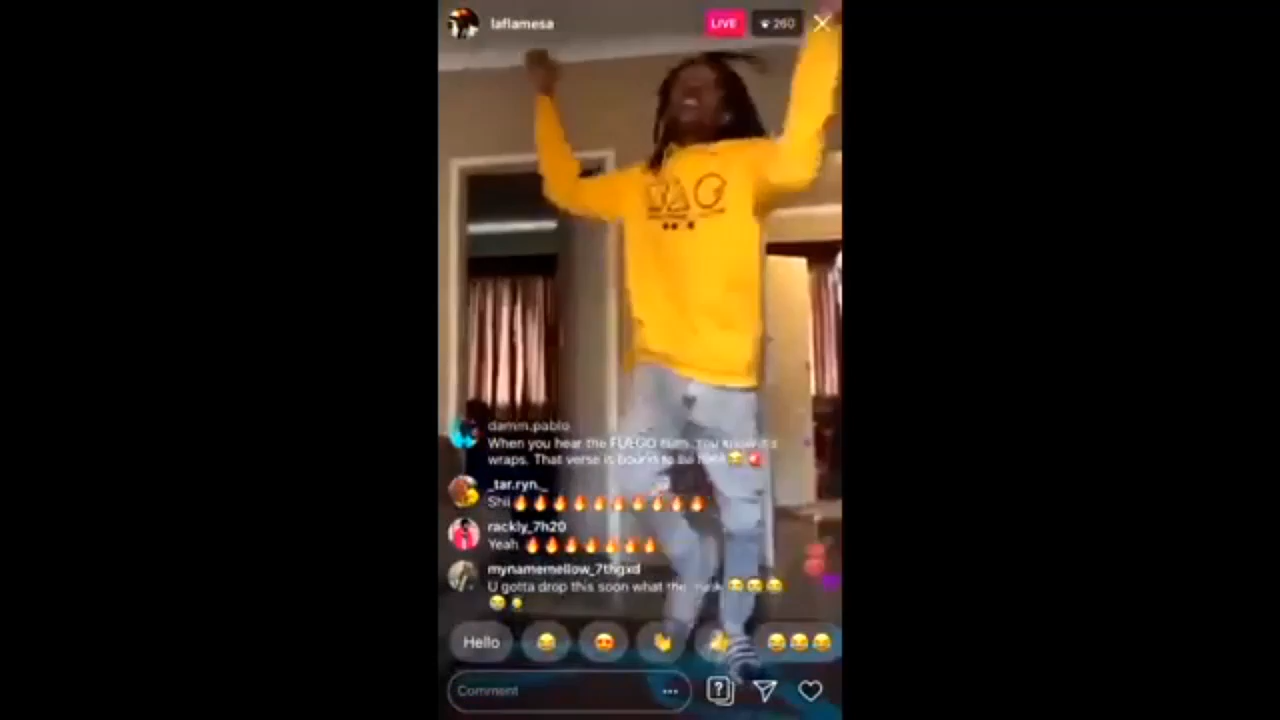 laflamesa
LIVE
260
damm.pablo
When you hear the FUEGO
wraps. That verse is bound to be
_tar.ryn._
Shii🔥🔥🔥🔥🔥🔥🔥🔥🔥🔥
rackly_7h20
Yeah 🔥🔥🔥🔥🔥🔥🔥
mynamemellow_7thgxd
U gotta drop this soon what the 😂😂😂
Hello
😂😂😂
Comment